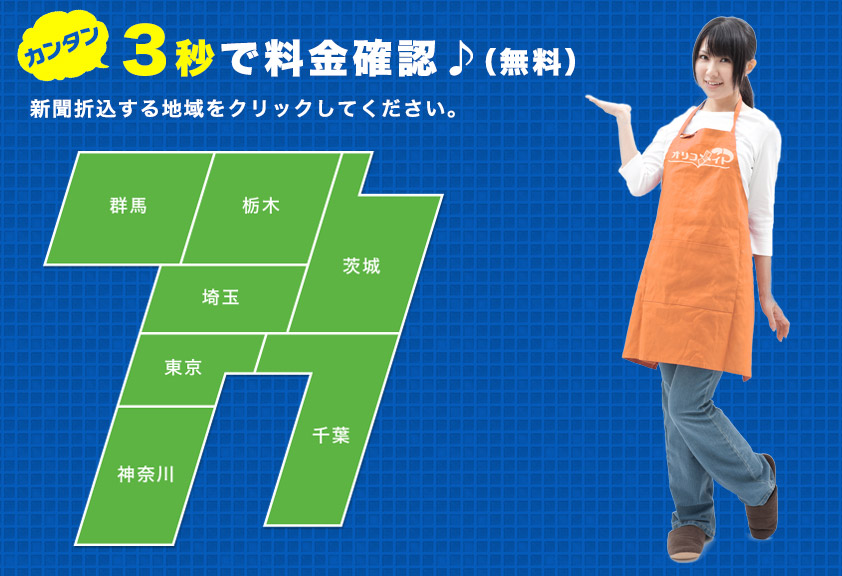 カンタン
3秒で料金確認♪(無料)
新聞折込する地域をクリックしてください。
群馬
栃木
茨城
埼玉
東京
千葉
神奈川
オリコメイト